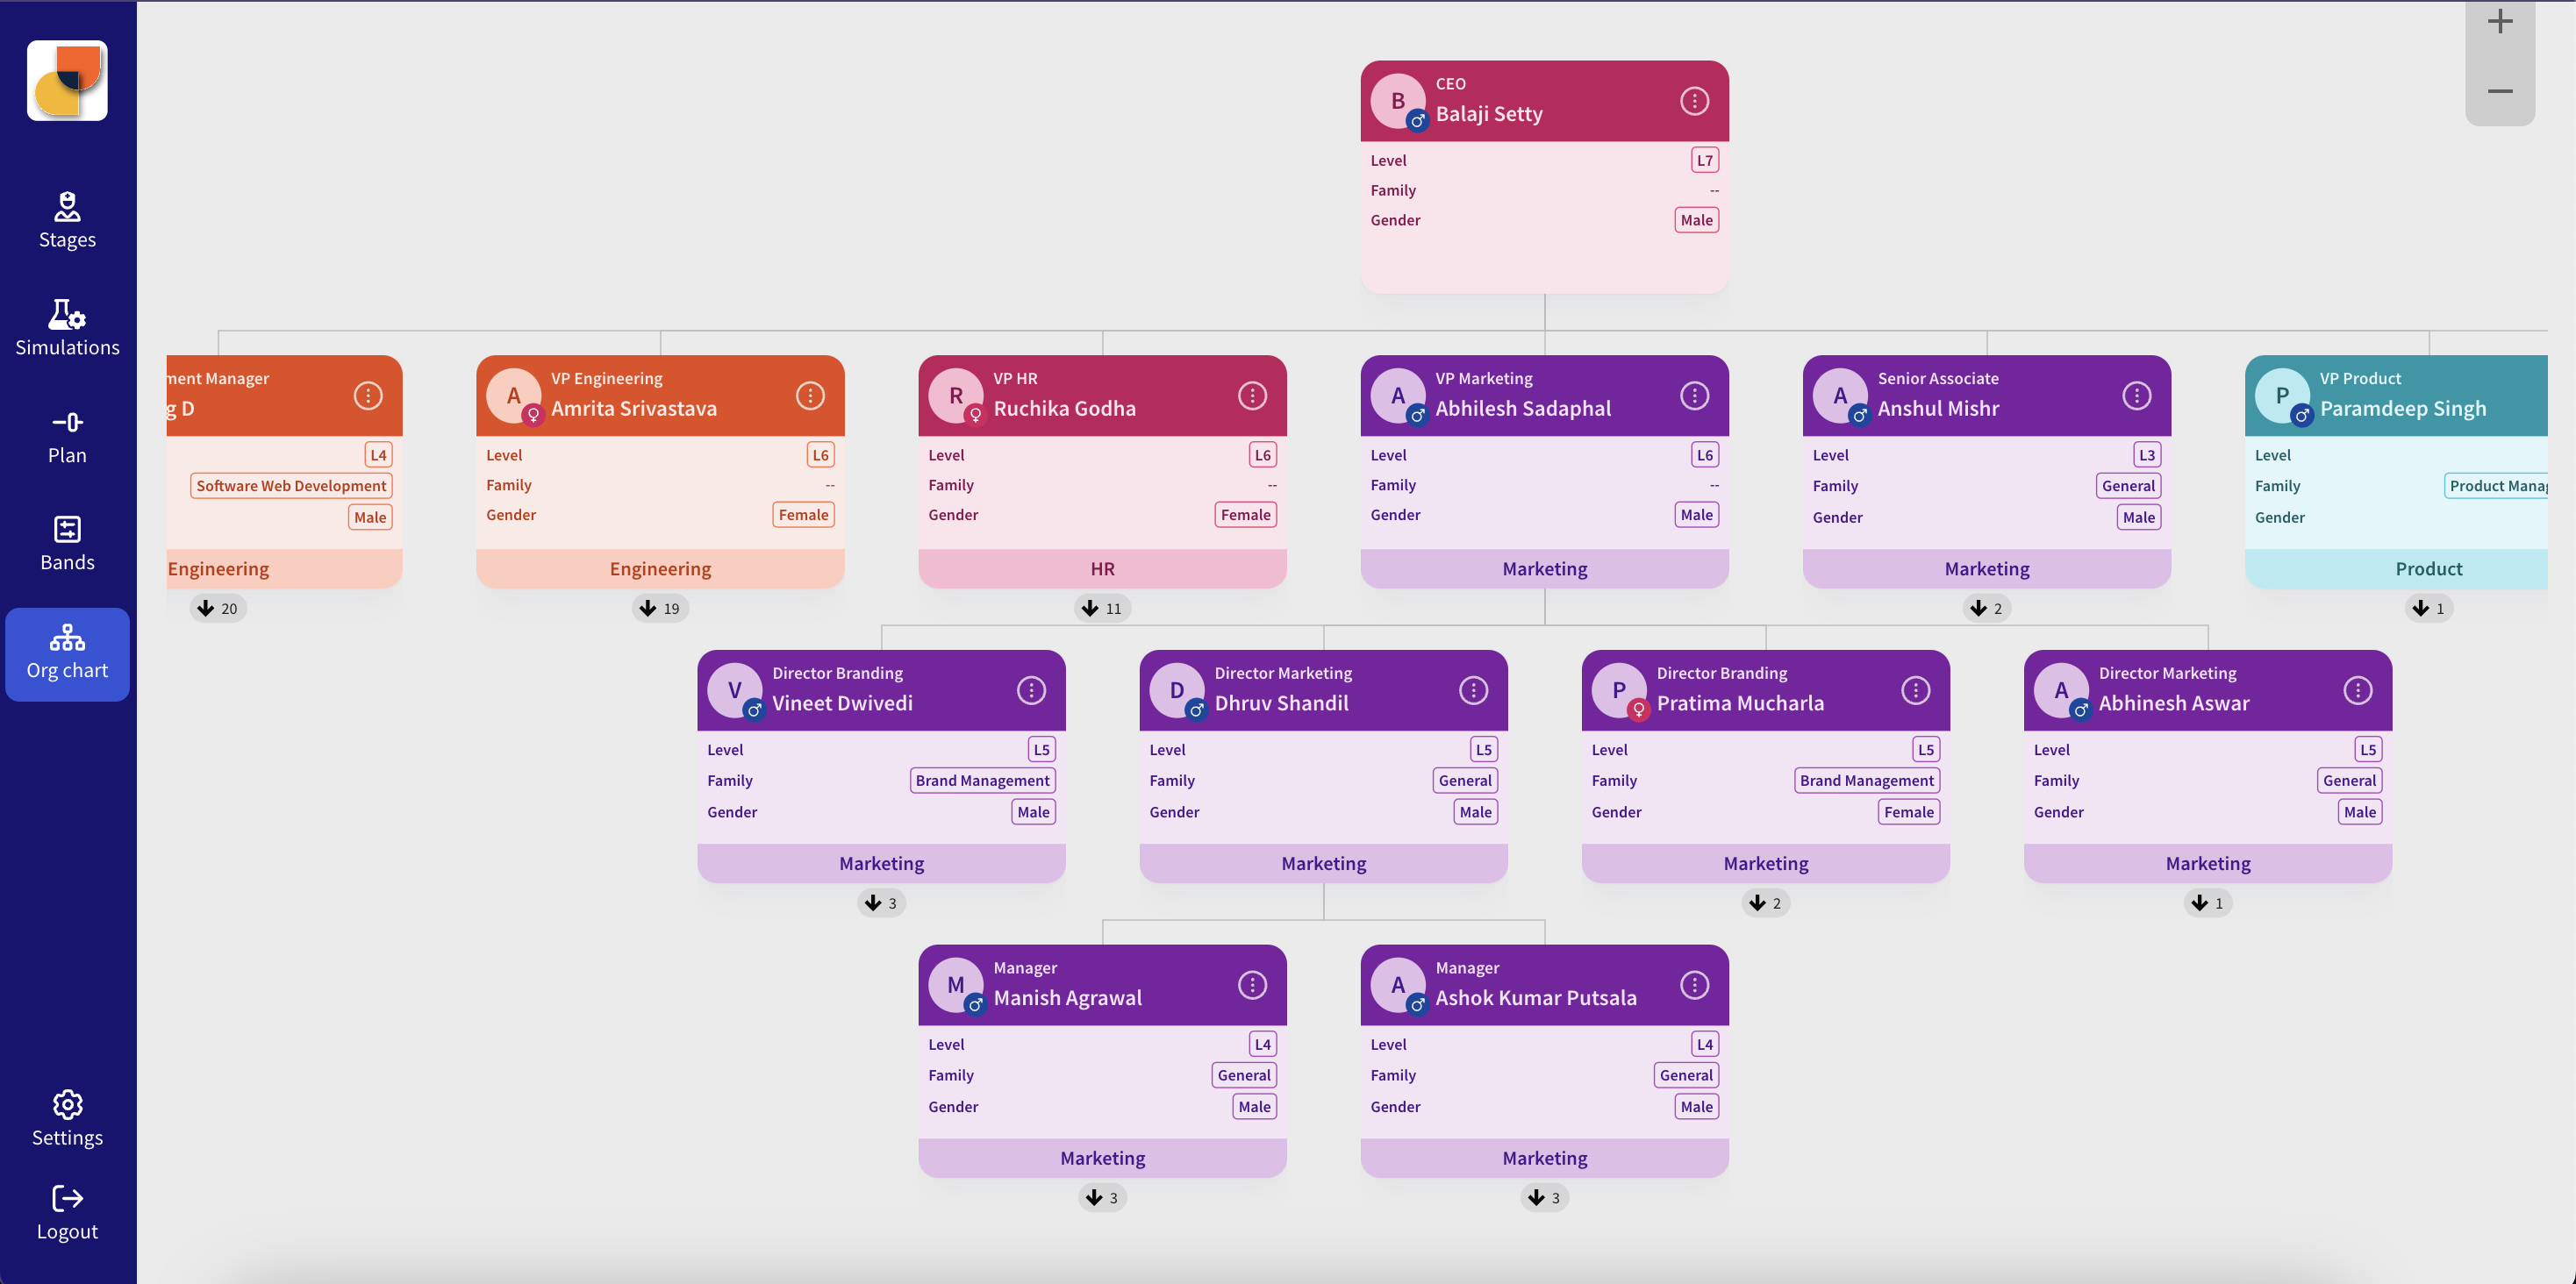 Stages
Simulations
Plan
Bands
Org chart
Settings
Logout
+
−
B
CEO
Balaji Setty
Level L7
Family --
Gender Male
ment Manager
g D
L4
Software Web Development
Male
Engineering
20
A
VP Engineering
Amrita Srivastava
Level L6
Family --
Gender Female
Engineering
19
R
VP HR
Ruchika Godha
Level L6
Family --
Gender Female
HR
11
A
VP Marketing
Abhilesh Sadaphal
Level L6
Family --
Gender Male
Marketing
A
Senior Associate
Anshul Mishr
Level L3
Family General
Gender Male
Marketing
2
P
VP Product
Paramdeep Singh
Level
Family Product Manag
Gender
Product
1
V
Director Branding
Vineet Dwivedi
Level L5
Family Brand Management
Gender Male
Marketing
3
D
Director Marketing
Dhruv Shandil
Level L5
Family General
Gender Male
Marketing
P
Director Branding
Pratima Mucharla
Level L5
Family Brand Management
Gender Female
Marketing
2
A
Director Marketing
Abhinesh Aswar
Level L5
Family General
Gender Male
Marketing
1
M
Manager
Manish Agrawal
Level L4
Family General
Gender Male
Marketing
3
A
Manager
Ashok Kumar Putsala
Level L4
Family General
Gender Male
Marketing
3